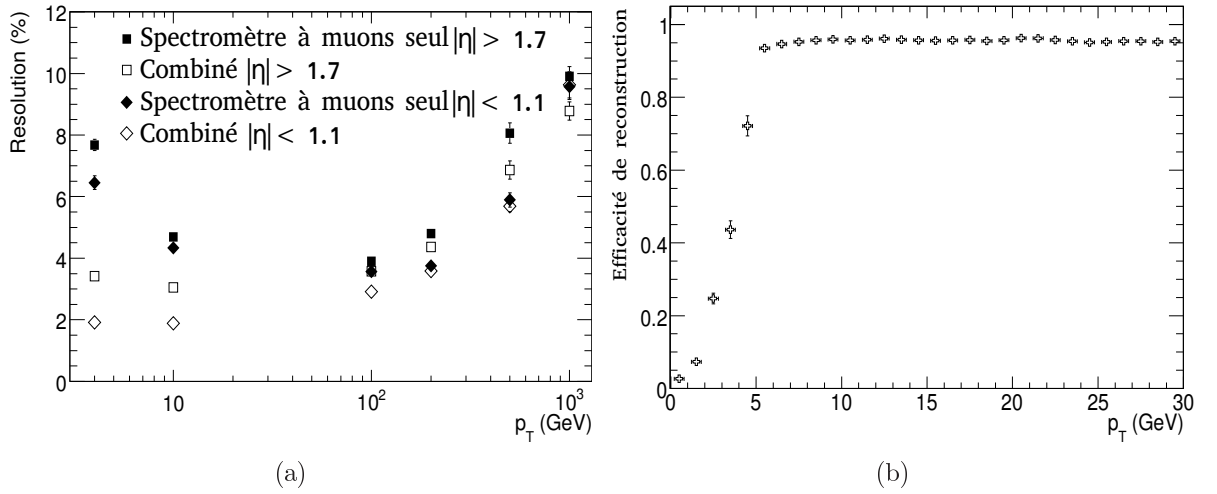 Resolution (%)
12
10
8
6
4
2
0
Spectromètre à muons seul|η| > 1.7
Combiné |η| > 1.7
Spectromètre à muons seul|η| < 1.1
Combiné |η| < 1.1
10
10²
10³
p_T (GeV)
(a)
Efficacité de reconstruction
1
0.8
0.6
0.4
0.2
0
0
5
10
15
20
25
30
p_T (GeV)
(b)